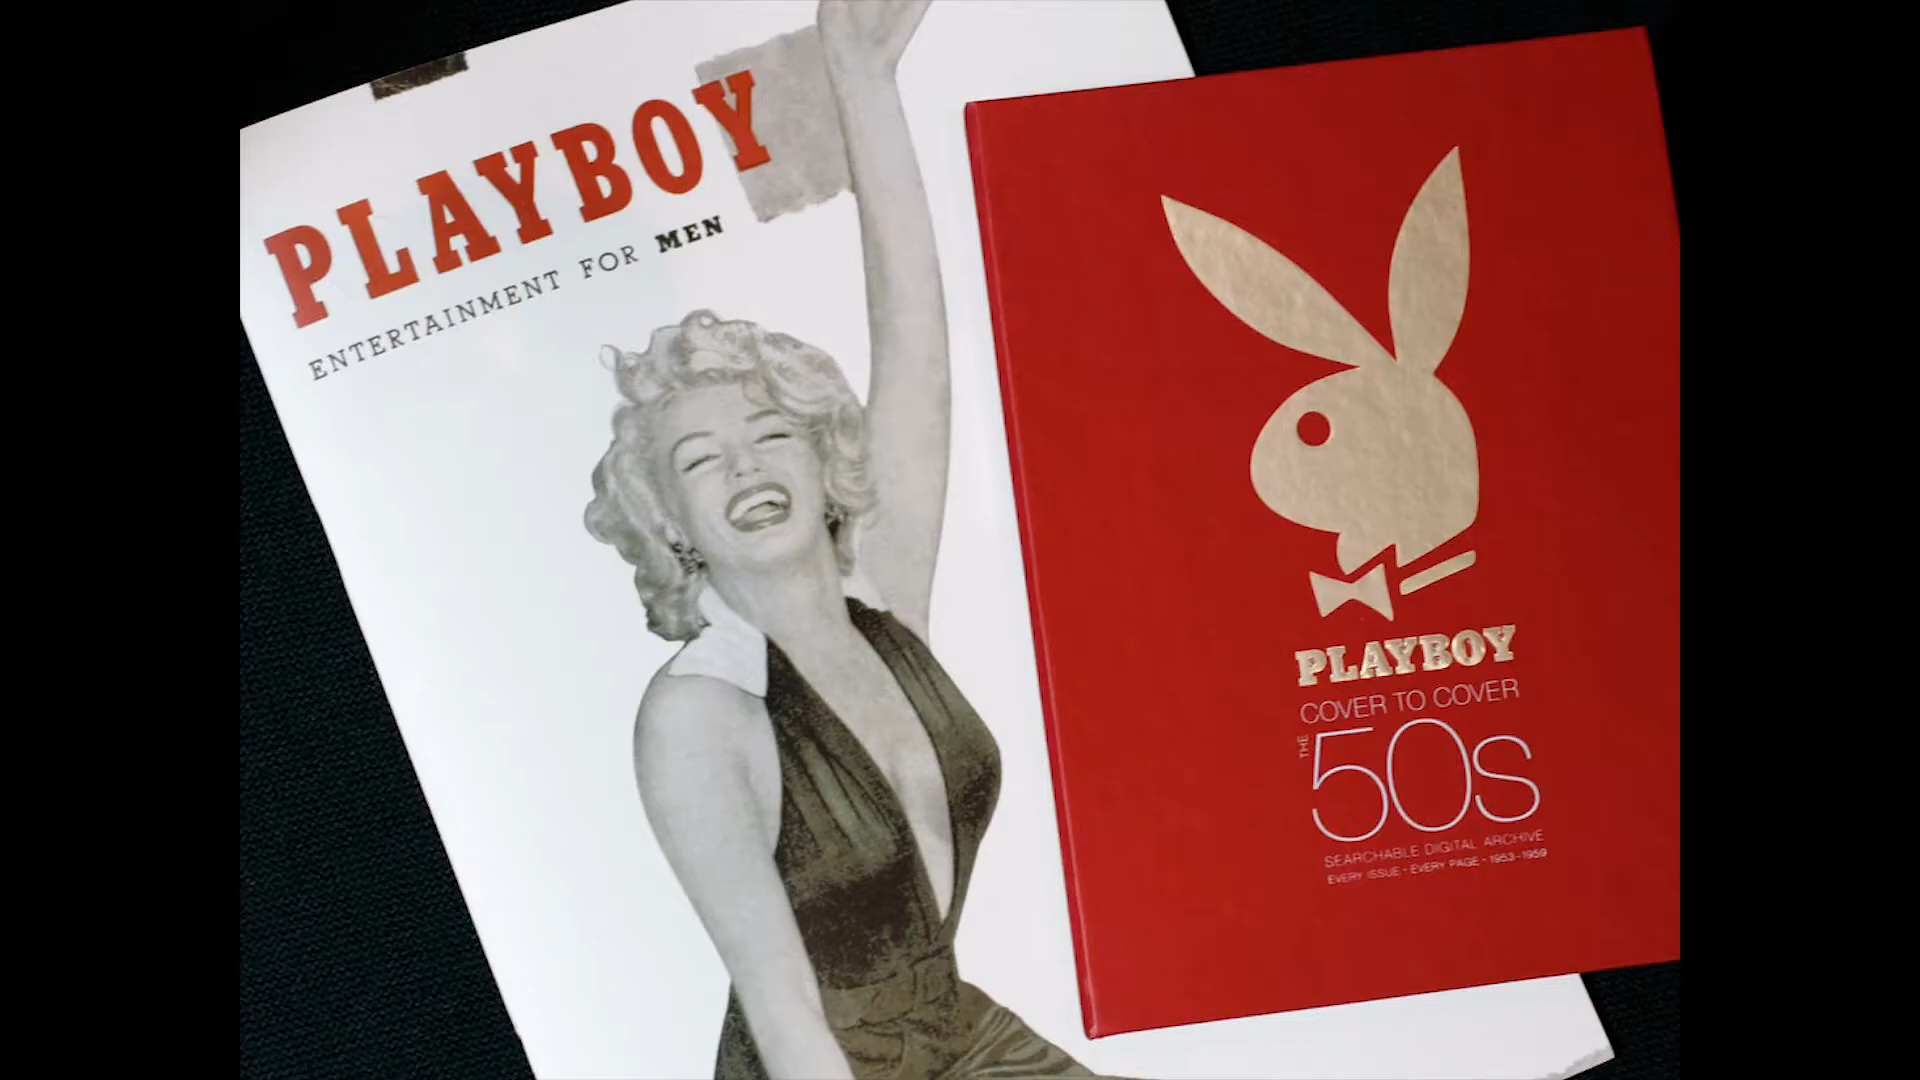 PLAYBOY
ENTERTAINMENT FOR MEN
PLAYBOY
COVER TO COVER
THE 50s
SEARCHABLE DIGITAL ARCHIVE
EVERY ISSUE • EVERY PAGE • 1953-1959